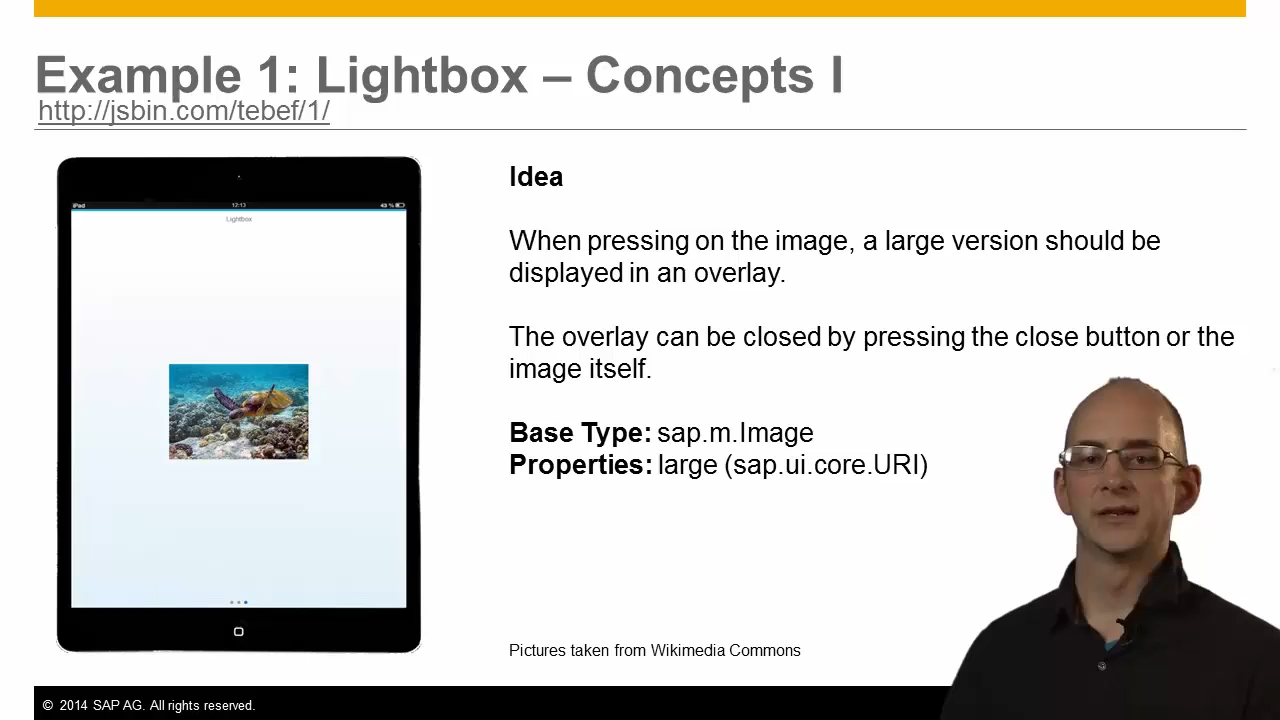 Example 1: Lightbox – Concepts I
http://jsbin.com/tebef/1/
iPad 12:13 49 %
Lightbox
Idea
When pressing on the image, a large version should be
displayed in an overlay.
The overlay can be closed by pressing the close button or the
image itself.
Base Type: sap.m.Image
Properties: large (sap.ui.core.URI)
Pictures taken from Wikimedia Commons
© 2014 SAP AG. All rights reserved.